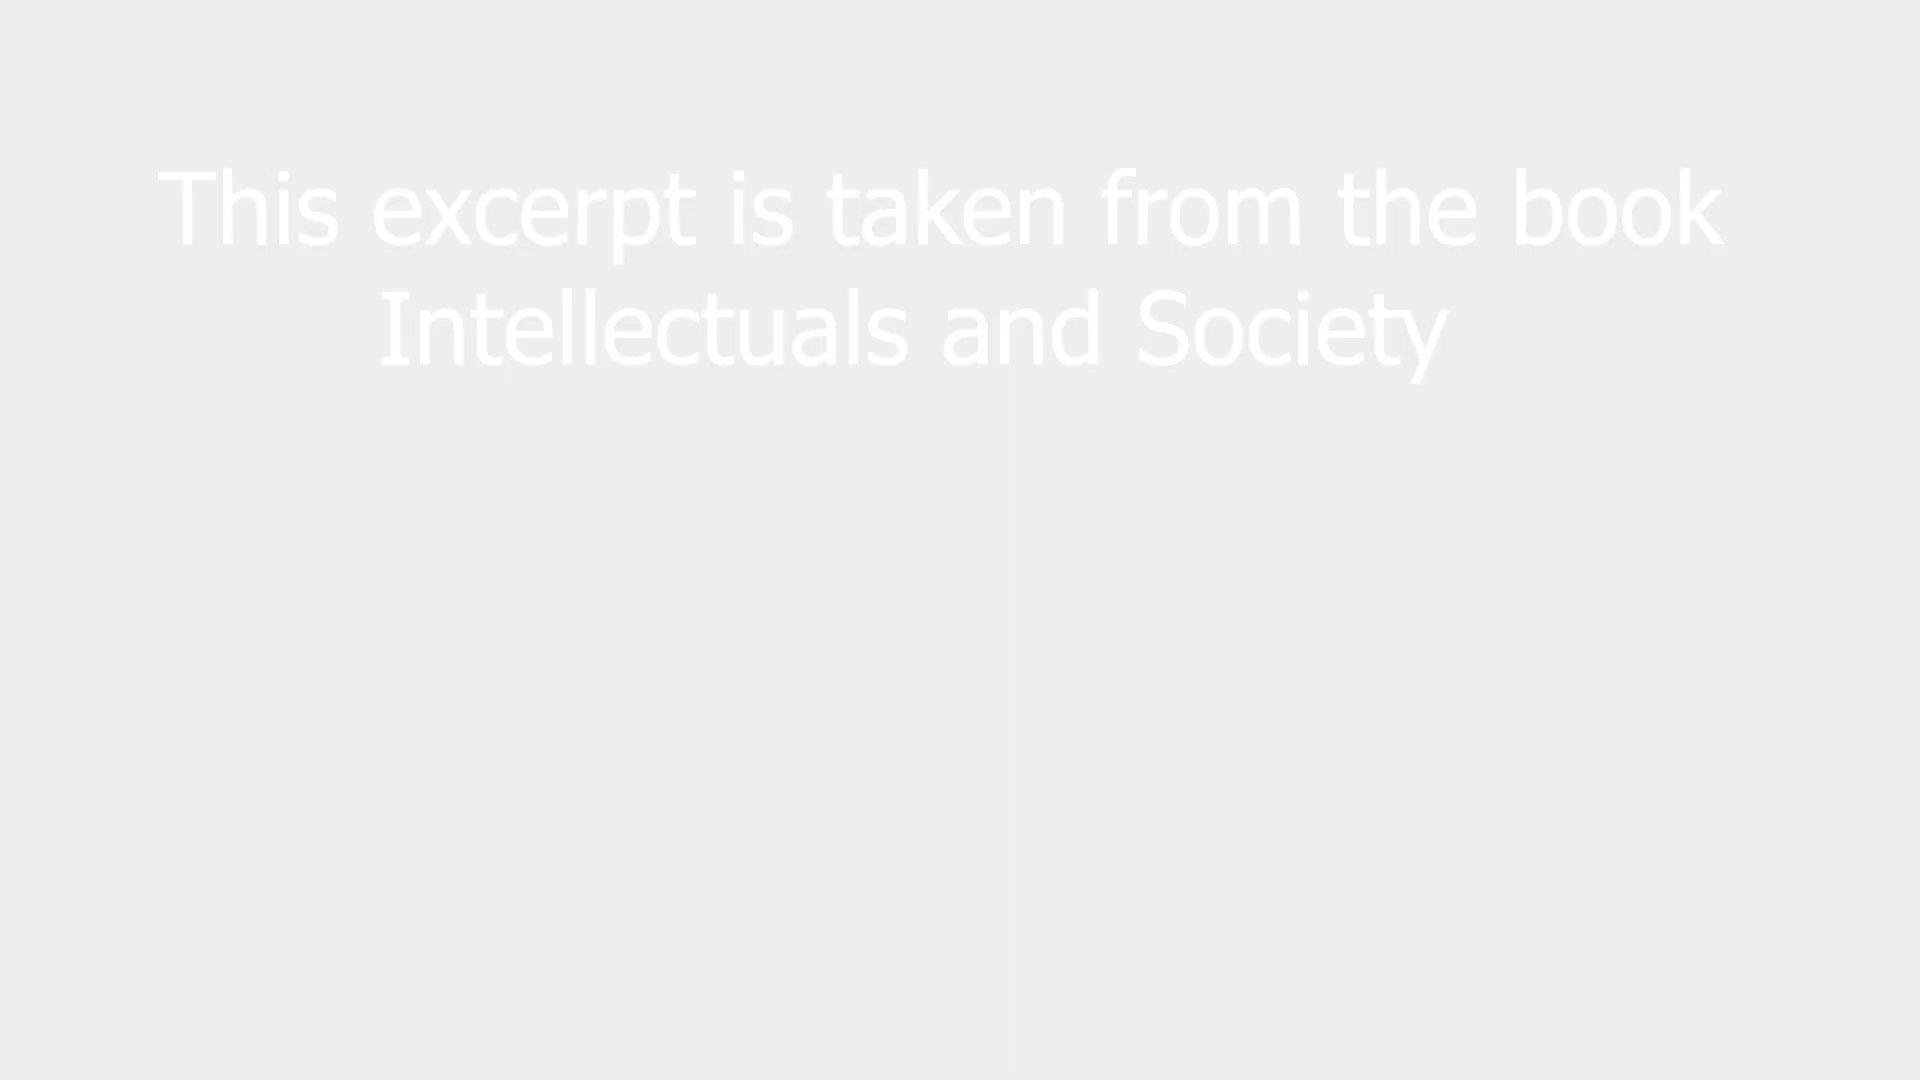 This excerpt is taken from the book
Intellectuals and Society